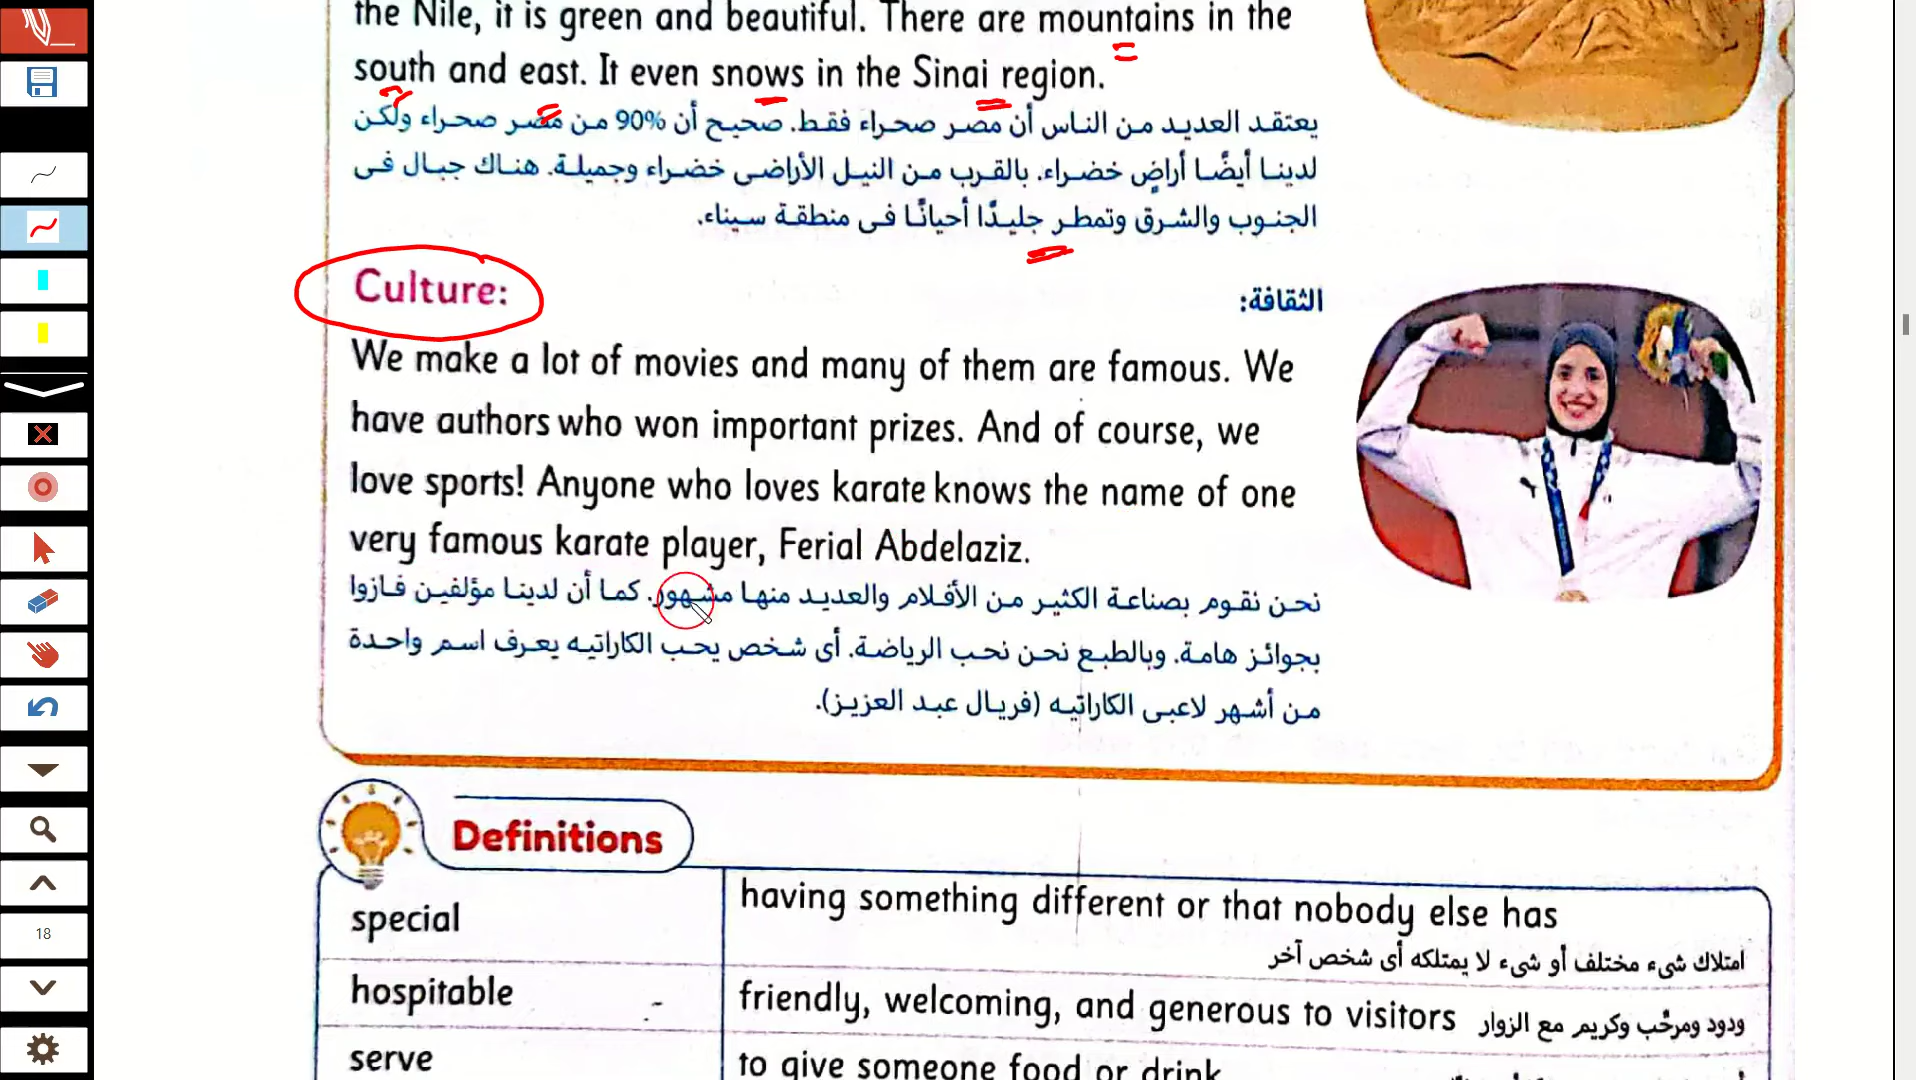 the Nile, it is green and beautiful. There are mountains in the
south and east. It even snows in the Sinai region.
يعتقد العديد من الناس أن مصر صحراء فقط. صحيح أن 90% من مصر صحراء ولكن
لدينا أيضًا أراضٍ خضراء. بالقرب من النيل الأراضى خضراء وجميلة. هناك جبال فى
الجنوب والشرق وتمطر جليدًا أحيانًا فى منطقة سيناء.
Culture:
الثقافة:
We make a lot of movies and many of them are famous. We
have authors who won important prizes. And of course, we
love sports! Anyone who loves karate knows the name of one
very famous karate player, Ferial Abdelaziz.
نحن نقوم بصناعة الكثير من الأفلام والعديد منها مشهور. كما أن لدينا مؤلفين فازوا
بجوائز هامة. وبالطبع نحن نحب الرياضة. أى شخص يحب الكاراتيه يعرف اسم واحدة
من أشهر لاعبى الكاراتيه (فريال عبد العزيز).
Definitions
special
having something different or that nobody else has
امتلاك شىء مختلف أو شىء لا يمتلكه أى شخص آخر
hospitable
friendly, welcoming, and generous to visitors ودود ومرحِّب وكريم مع الزوار
serve
to give someone food or drink
18